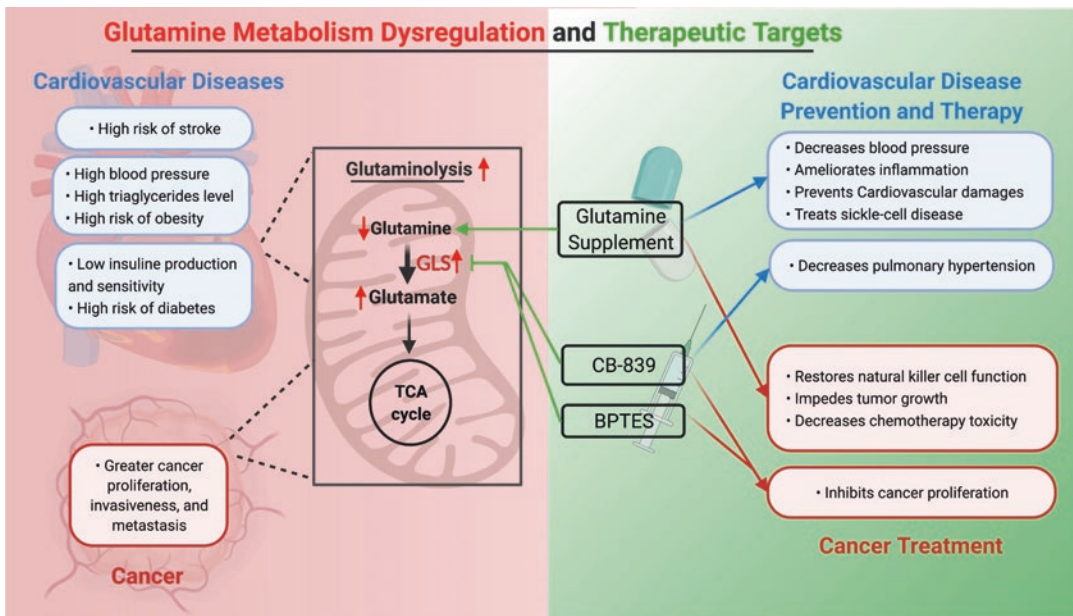 Glutamine Metabolism Dysregulation and Therapeutic Targets
Cardiovascular Diseases
• High risk of stroke
• High blood pressure
• High triaglycerides level
• High risk of obesity
• Low insuline production
and sensitivity
• High risk of diabetes
• Greater cancer
proliferation,
invasiveness, and
metastasis
Cancer
Glutaminolysis
Glutamine
GLS
Glutamate
TCA
cycle
Glutamine
Supplement
CB-839
BPTES
Cardiovascular Disease
Prevention and Therapy
• Decreases blood pressure
• Ameliorates inflammation
• Prevents Cardiovascular damages
• Treats sickle-cell disease
• Decreases pulmonary hypertension
• Restores natural killer cell function
• Impedes tumor growth
• Decreases chemotherapy toxicity
• Inhibits cancer proliferation
Cancer Treatment